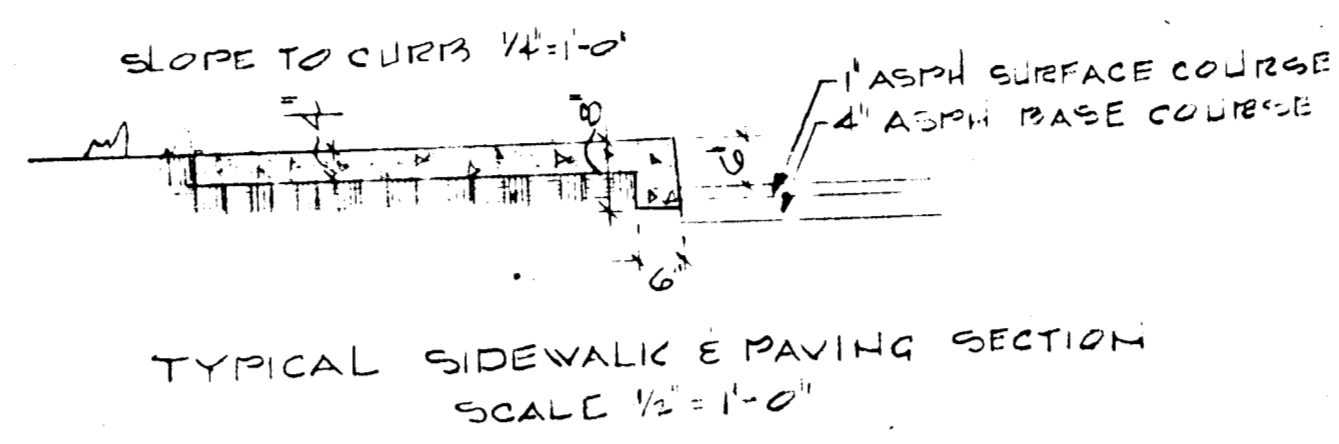 SLOPE TO CURB 1/4"=1'-0"
1" ASPH SURFACE COURSE
4" ASPH BASE COURSE
4"
8"
6"
6"
TYPICAL SIDEWALK & PAVING SECTION
SCALE 1/2" = 1'-0"